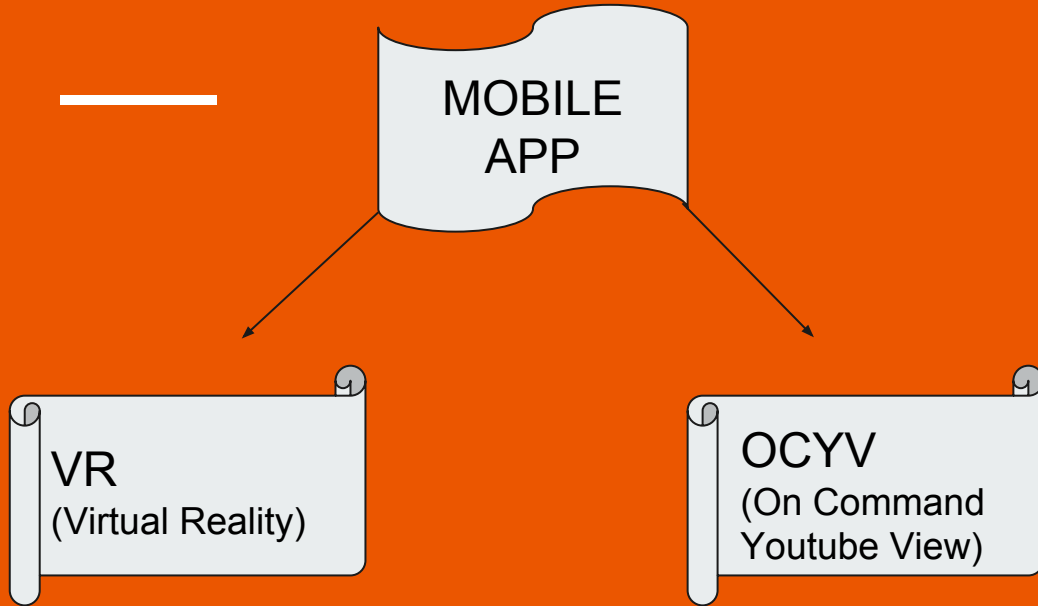 MOBILE
APP
VR
(Virtual Reality)
OCYV
(On Command
Youtube View)